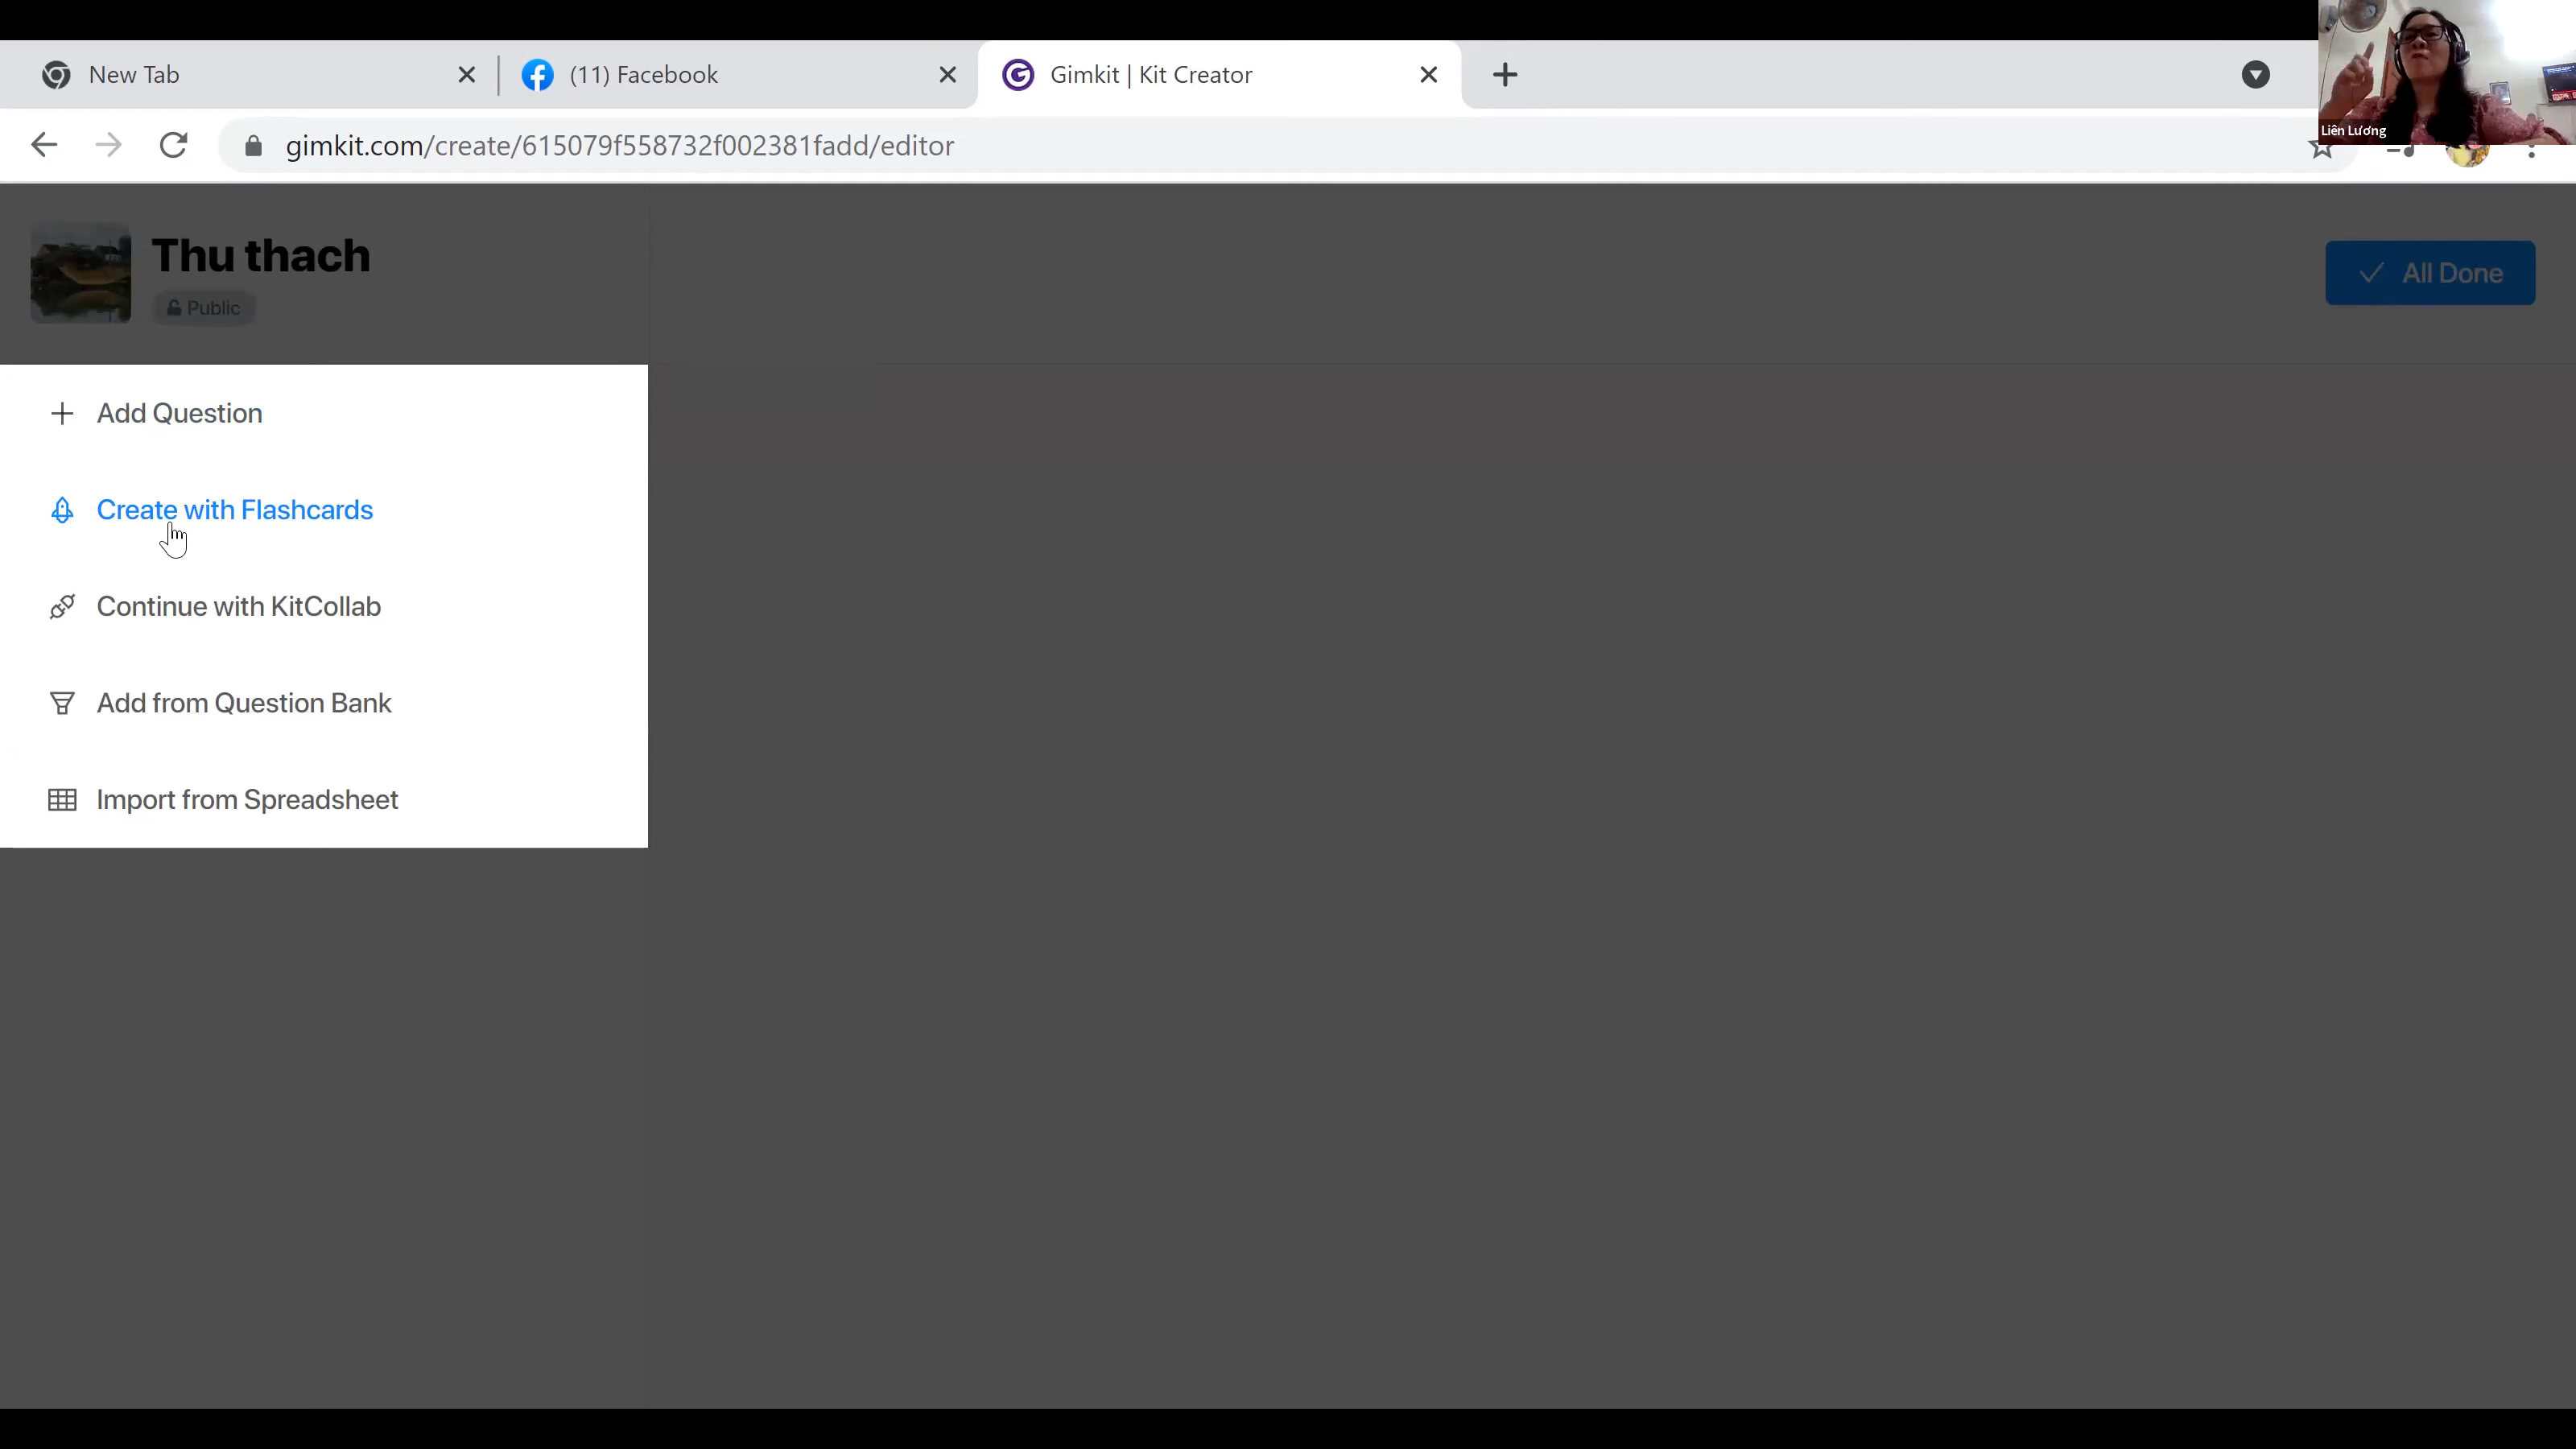 New Tab
(11) Facebook
Gimkit | Kit Creator
gimkit.com/create/615079f558732f002381fadd/editor
Liên Lương
Thu thach
Public
All Done
Add Question
Create with Flashcards
Continue with KitCollab
Add from Question Bank
Import from Spreadsheet